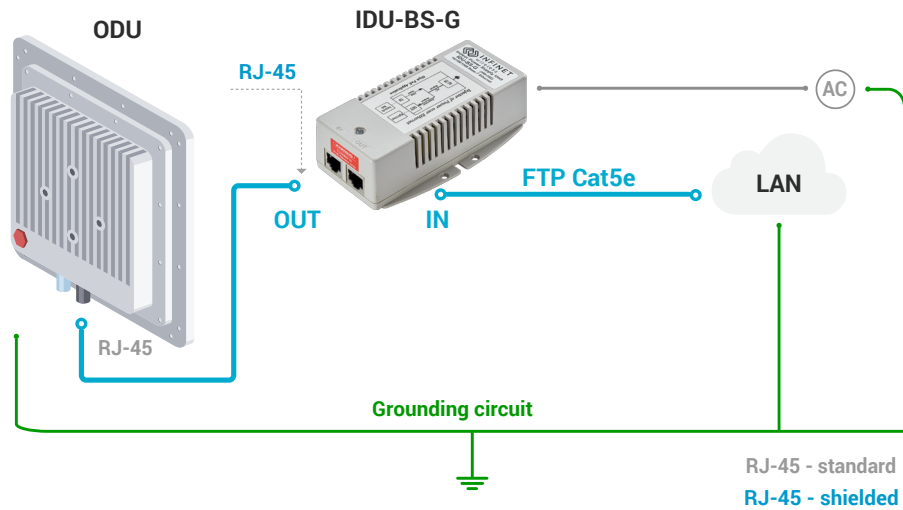 ODU
IDU-BS-G
RJ-45
INFINET
AC
LAN
FTP Cat5e
OUT
IN
RJ-45
Grounding circuit
RJ-45 - standard
RJ-45 - shielded